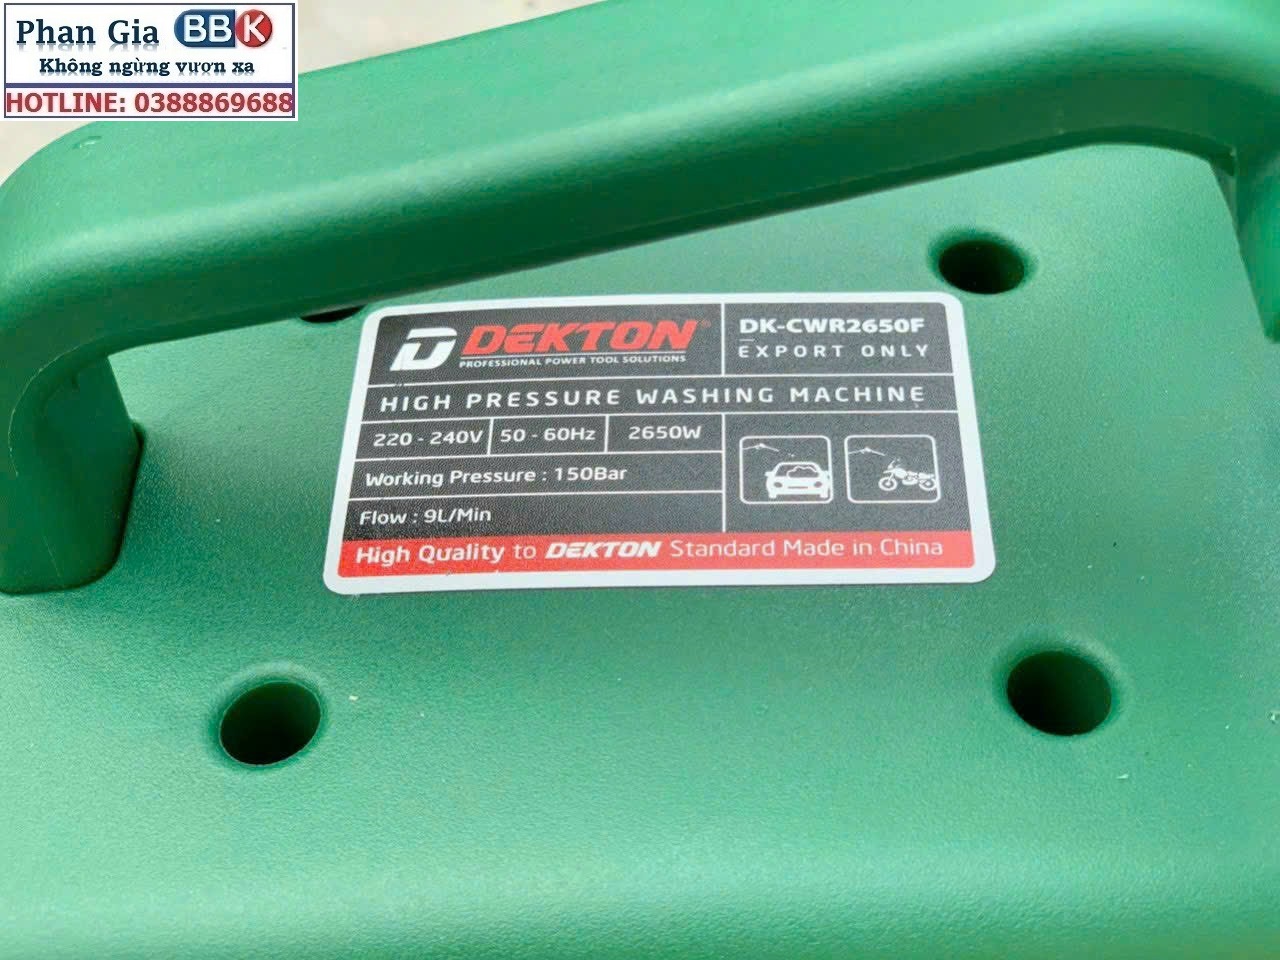 Phan Gia BBK
Không ngừng vươn xa
HOTLINE: 0388869688
DEKTON®
PROFESSIONAL POWER TOOL SOLUTIONS
DK-CWR2650F
EXPORT ONLY
HIGH PRESSURE WASHING MACHINE
220 - 240V 50 - 60Hz 2650W
Working Pressure : 150Bar
Flow : 9L/Min
High Quality to DEKTON Standard Made in China